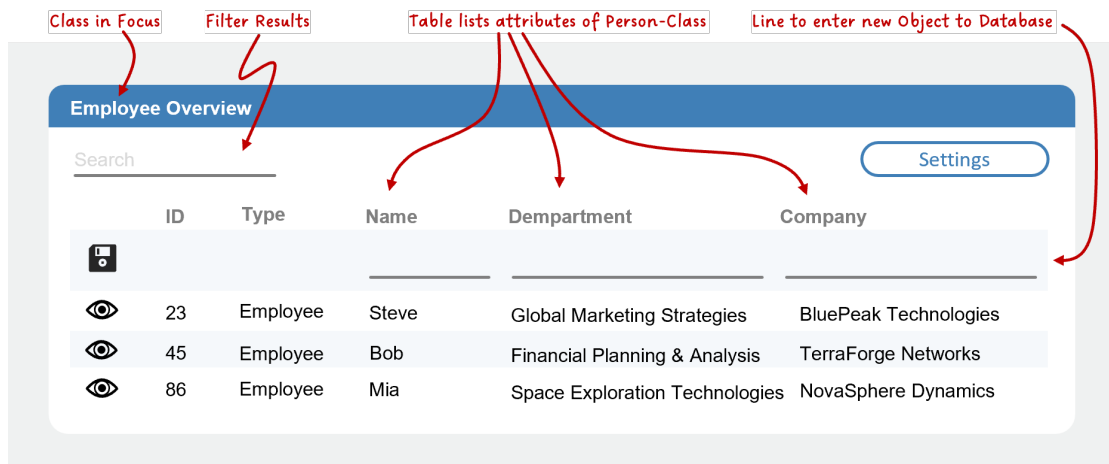 Class in Focus Filter Results Table lists attributes of Person-Class Line to enter new Object to Database
Employee Overview
Search Settings
ID Type Name Dempartment Company
23 Employee Steve Global Marketing Strategies BluePeak Technologies
45 Employee Bob Financial Planning & Analysis TerraForge Networks
86 Employee Mia Space Exploration Technologies NovaSphere Dynamics